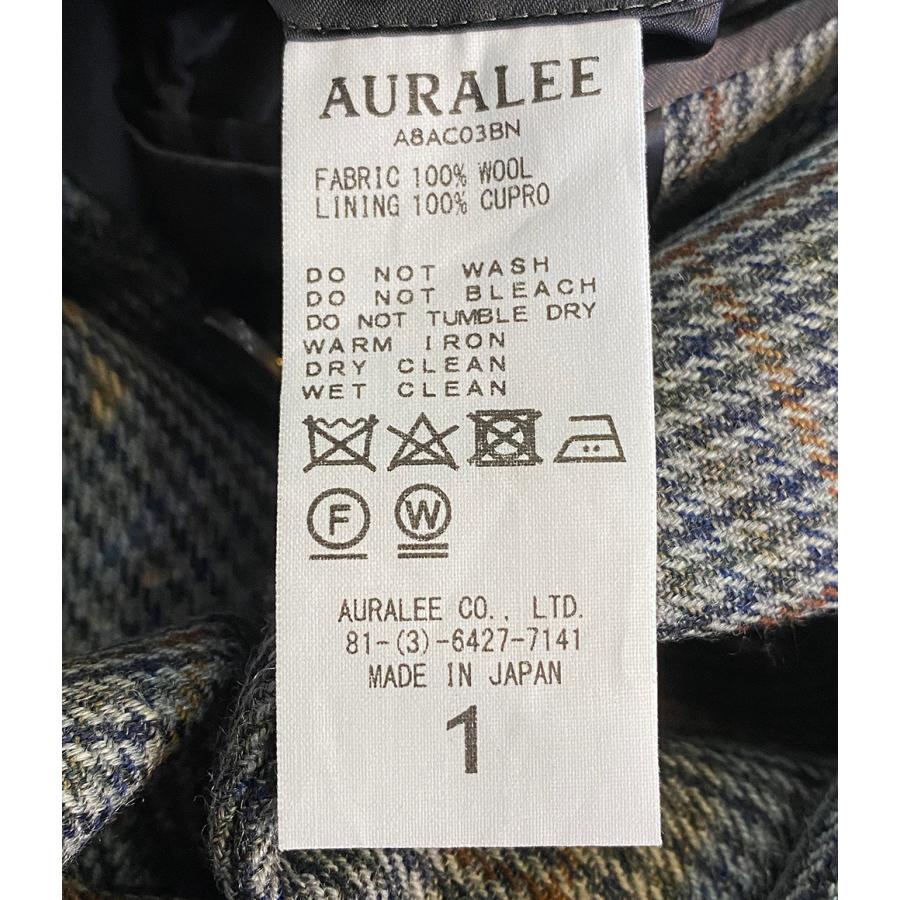 AURALEE
A8AC03BN
FABRIC 100% WOOL
LINING 100% CUPRO
DO NOT WASH
DO NOT BLEACH
DO NOT TUMBLE DRY
WARM IRON
DRY CLEAN
WET CLEAN
F W
AURALEE CO., LTD.
81-(3)-6427-7141
MADE IN JAPAN
1